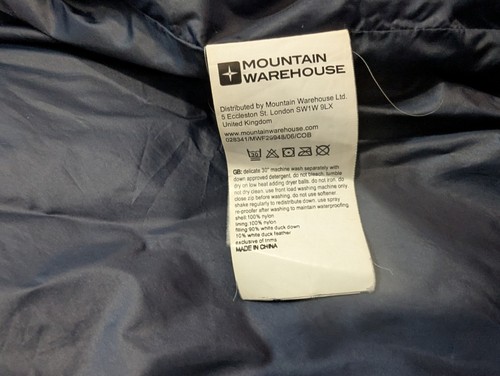 MOUNTAIN
WAREHOUSE
Distributed by Mountain Warehouse Ltd.
5 Eccleston St. London SW1W 9LX
United Kingdom
www.mountainwarehouse.com
028341/MWF26948/06/COB
30
GB: delicate 30° machine wash separately with
down approved detergent, do not bleach, tumble
dry on low heat adding dryer balls, do not iron, do
not dry clean, use front load washing machine only
close zip before washing, do not use softener,
shake regularly to redistribute down, use spray
re-proofer after washing to maintain waterproofing.
shell 100% nylon
lining 100% nylon
filling 90% white duck down
10% white duck feather
exclusive of trims
MADE IN CHINA